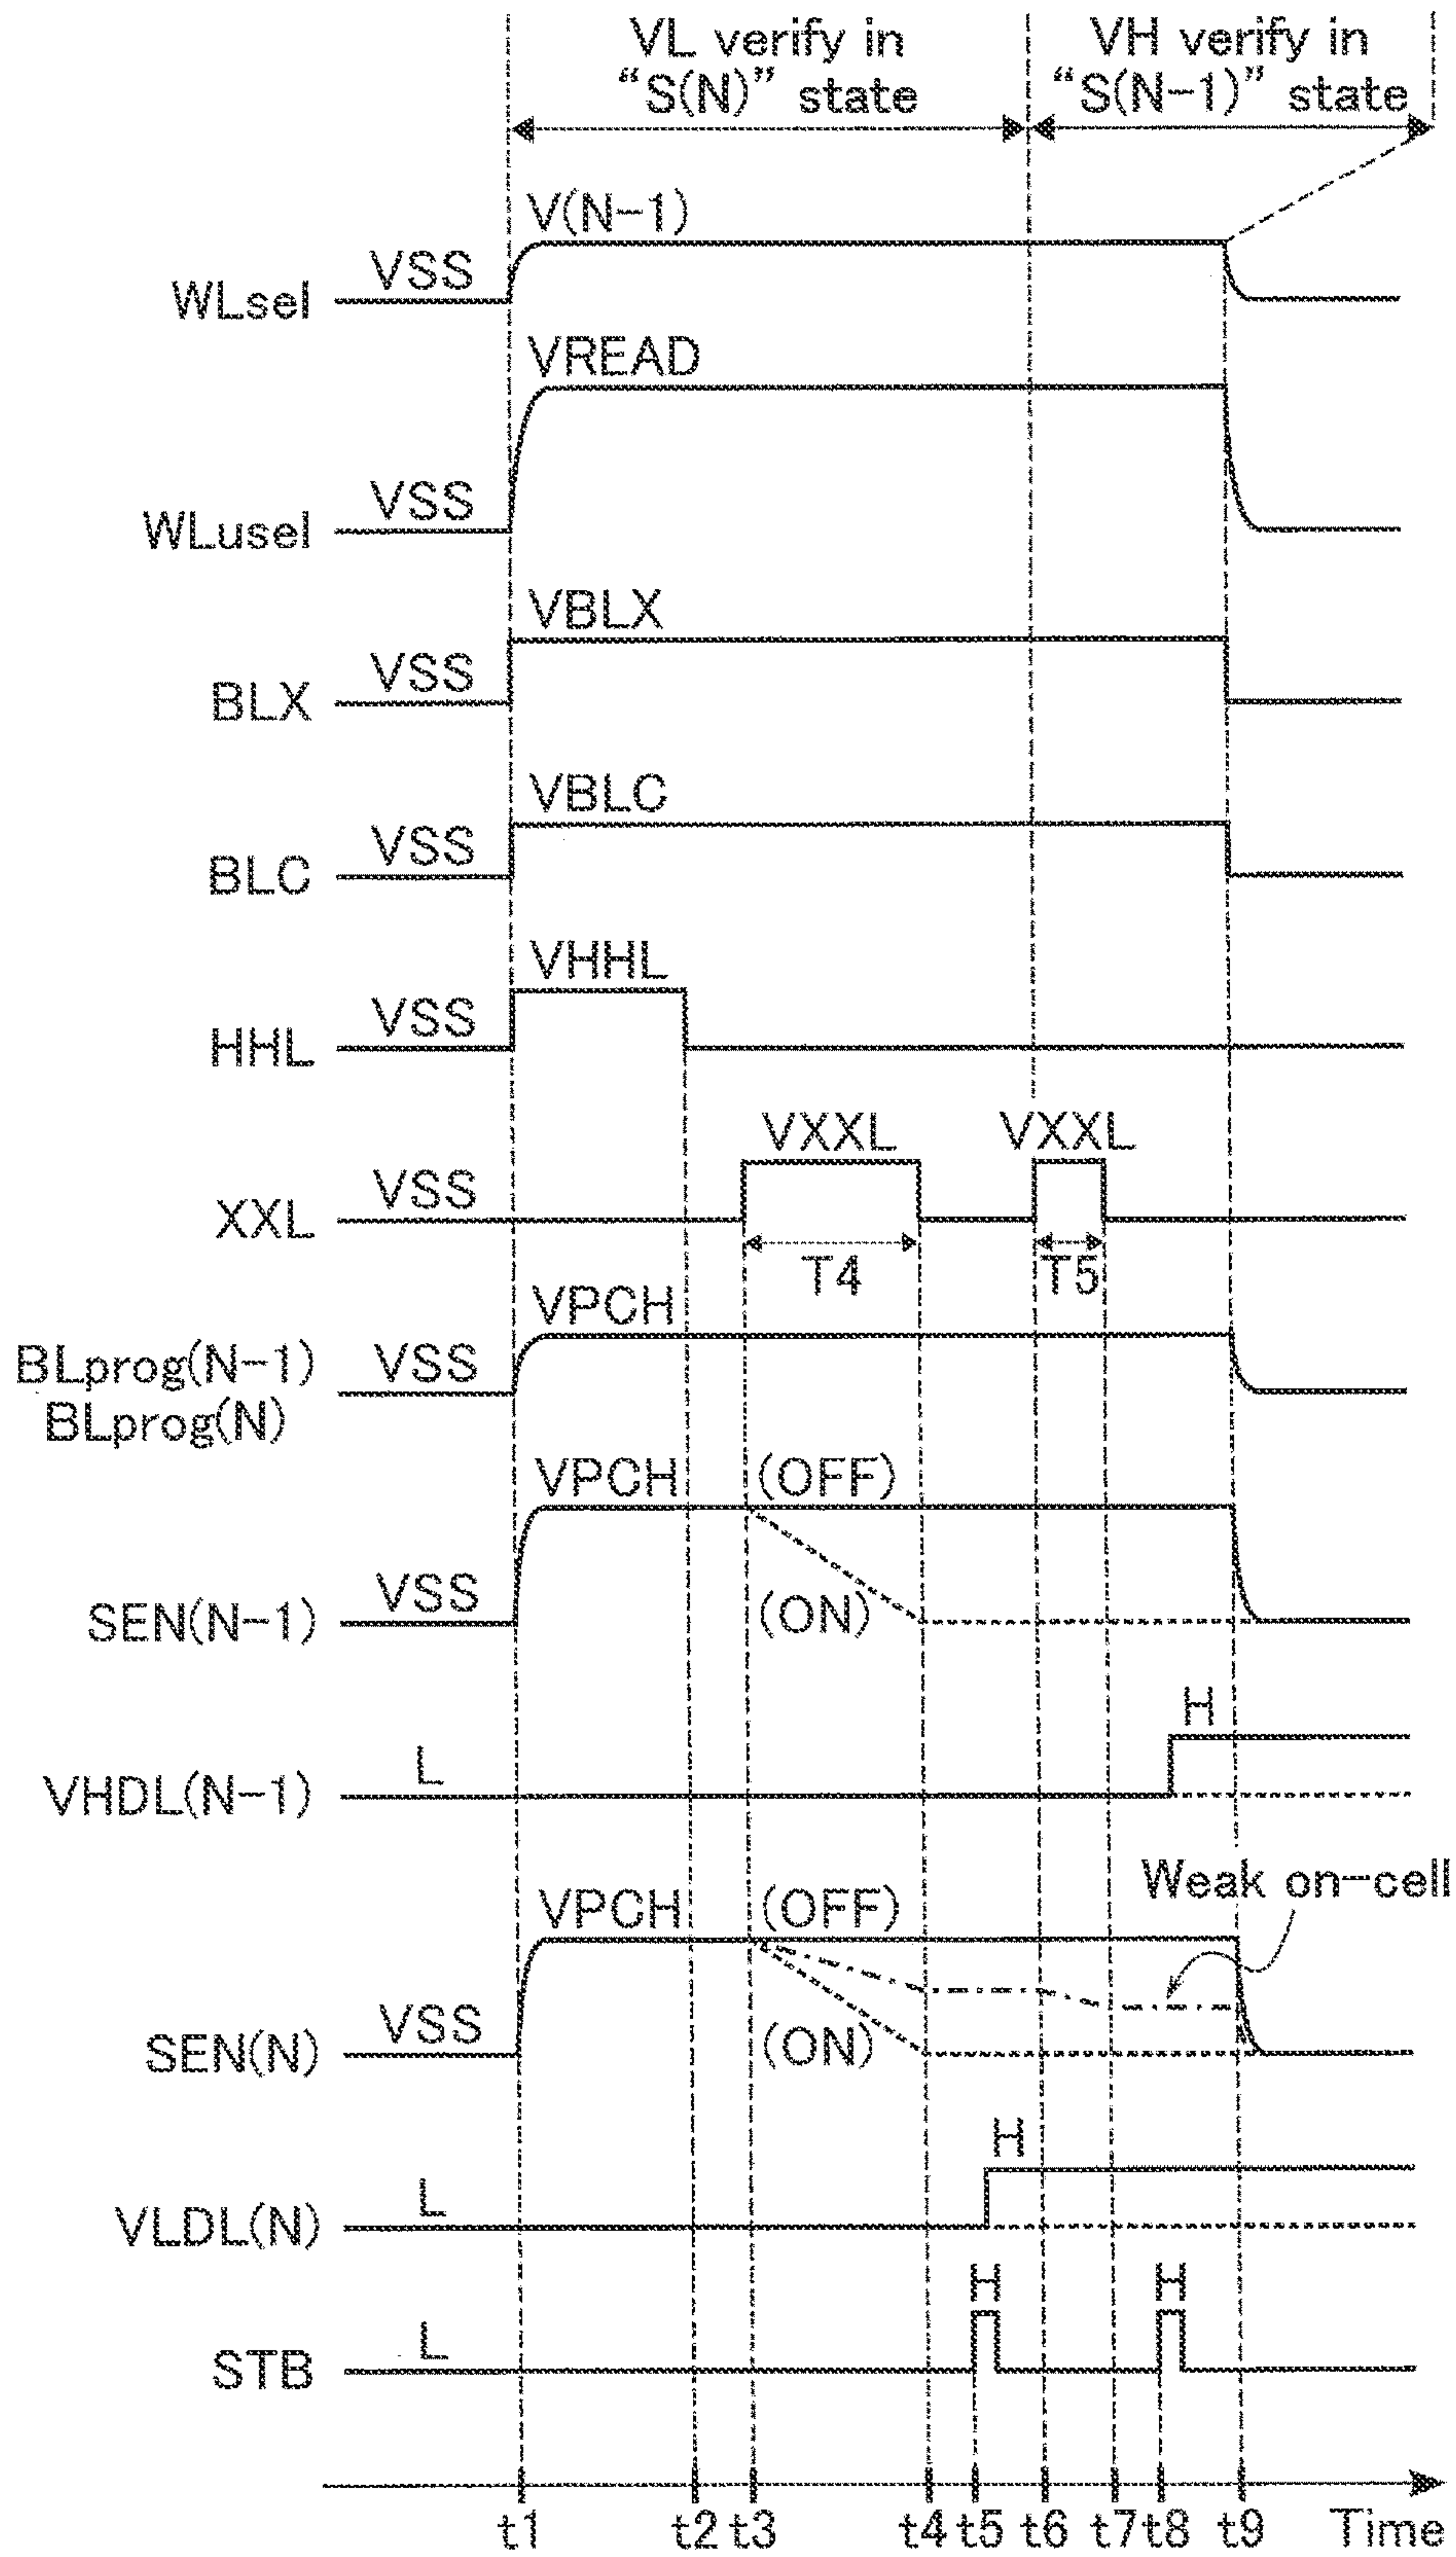 VL verify in
“S(N)” state
VH verify in
“S(N-1)” state
V(N-1)
VSS
WLsel
VREAD
VSS
WLusel
VBLX
VSS
BLX
VBLC
VSS
BLC
VHHL
VSS
HHL
VXXL VXXL
VSS
XXL
T4 T5
VPCH
BLprog(N-1) VSS
BLprog(N)
VPCH (OFF)
VSS
SEN(N-1) (ON)
H
L
VHDL(N-1)
Weak on-cell
VPCH (OFF)
VSS
SEN(N) (ON)
H
L
VLDL(N)
H H
L
STB
t1 t2 t3 t4 t5 t6 t7 t8 t9 Time